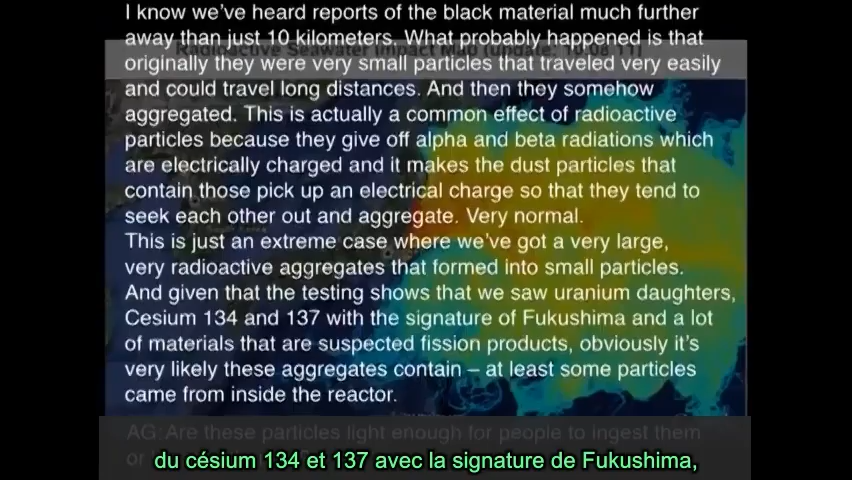 I know we've heard reports of the black material much further
away than just 10 kilometers. What probably happened is that
Radioactive Seawater Impact Map (update: 10.08.11)
originally they were very small particles that traveled very easily
and could travel long distances. And then they somehow
aggregated. This is actually a common effect of radioactive
particles because they give off alpha and beta radiations which
are electrically charged and it makes the dust particles that
contain those pick up an electrical charge so that they tend to
seek each other out and aggregate. Very normal.
This is just an extreme case where we've got a very large,
very radioactive aggregates that formed into small particles.
And given that the testing shows that we saw uranium daughters,
Cesium 134 and 137 with the signature of Fukushima and a lot
of materials that are suspected fission products, obviously it's
very likely these aggregates contain – at least some particles
came from inside the reactor.
AG: Are these particles light enough for people to ingest them
or
du césium 134 et 137 avec la signature de Fukushima,